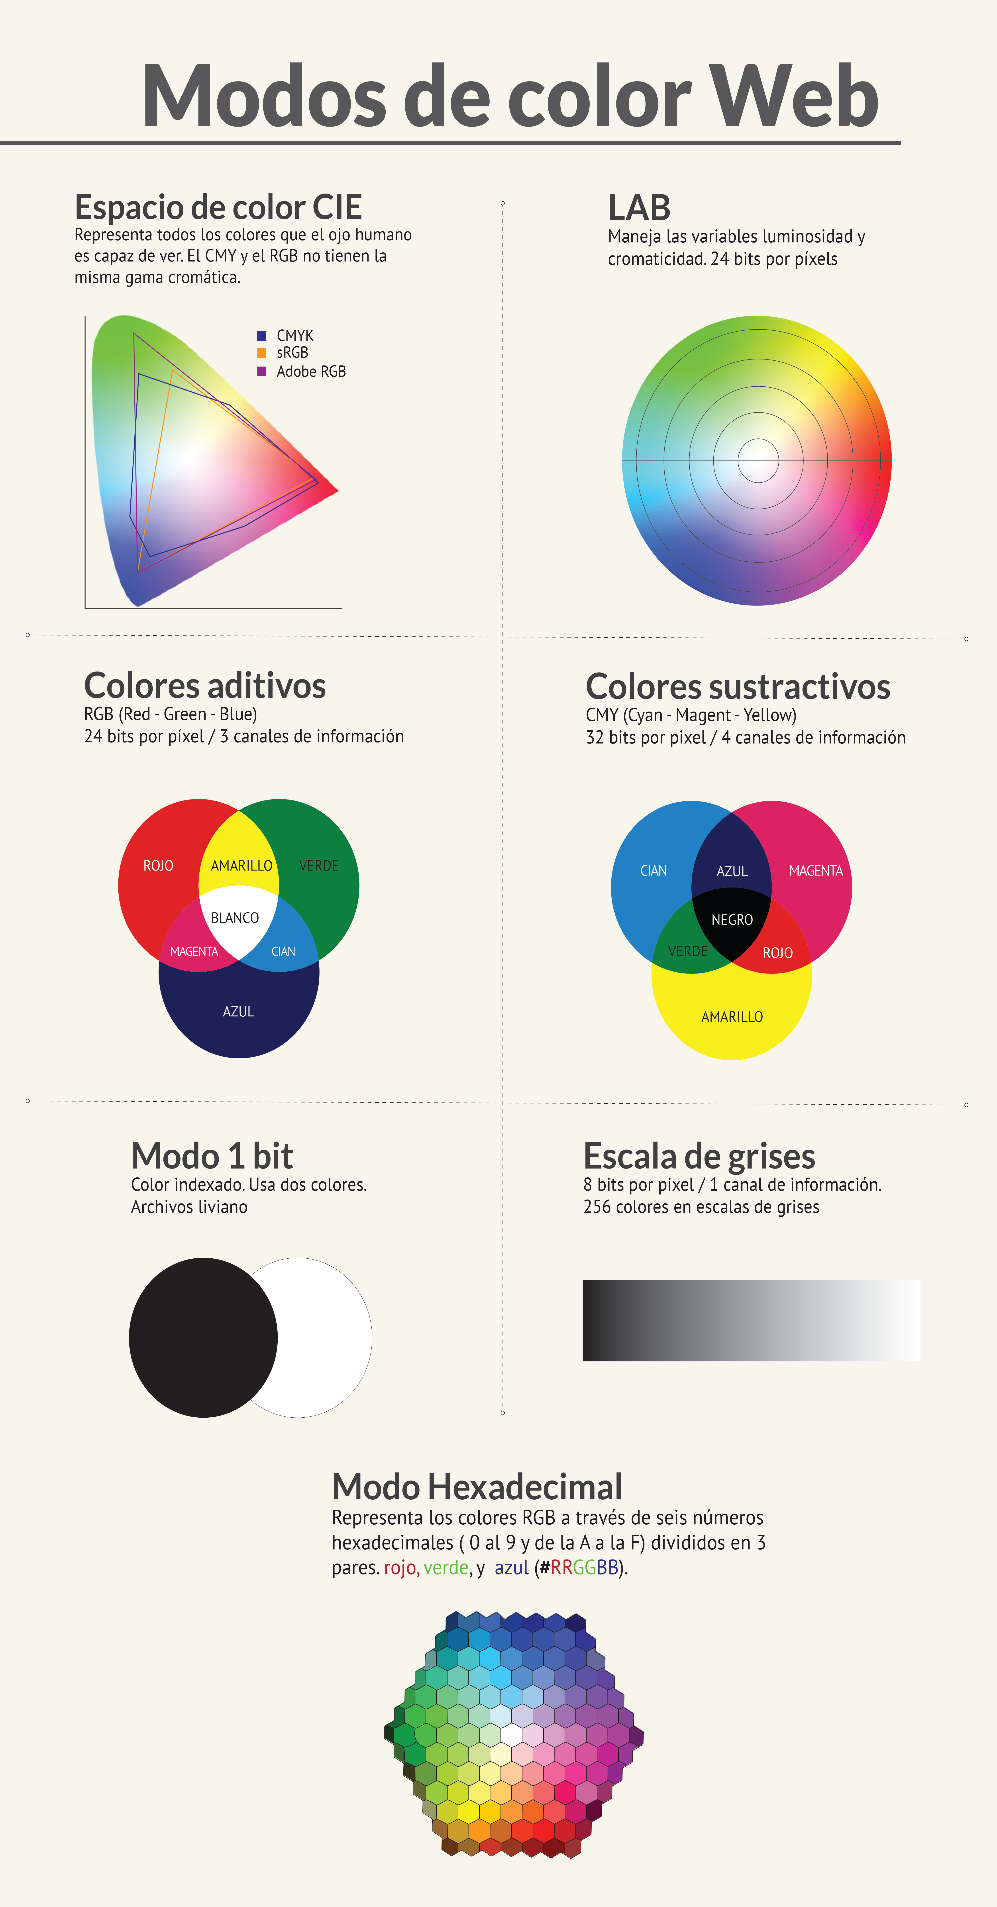 Modos de color Web
Espacio de color CIE
Representa todos los colores que el ojo humano
es capaz de ver. El CMY y el RGB no tienen la
misma gama cromática.
CMYK
sRGB
Adobe RGB
LAB
Maneja las variables luminosidad y
cromaticidad. 24 bits por píxels
Colores aditivos
RGB (Red - Green - Blue)
24 bits por píxel / 3 canales de información
ROJO
AMARILLO
VERDE
BLANCO
MAGENTA
CIAN
AZUL
Colores sustractivos
CMY (Cyan - Magent - Yellow)
32 bits por pixel / 4 canales de información
CIAN
AZUL
MAGENTA
NEGRO
VERDE
ROJO
AMARILLO
Modo 1 bit
Color indexado. Usa dos colores.
Archivos liviano
Escala de grises
8 bits por píxel / 1 canal de información.
256 colores en escalas de grises
Modo Hexadecimal
Representa los colores RGB a través de seis números
hexadecimales ( 0 al 9 y de la A a la F) divididos en 3
pares. rojo, verde, y azul (#RRGGBB).